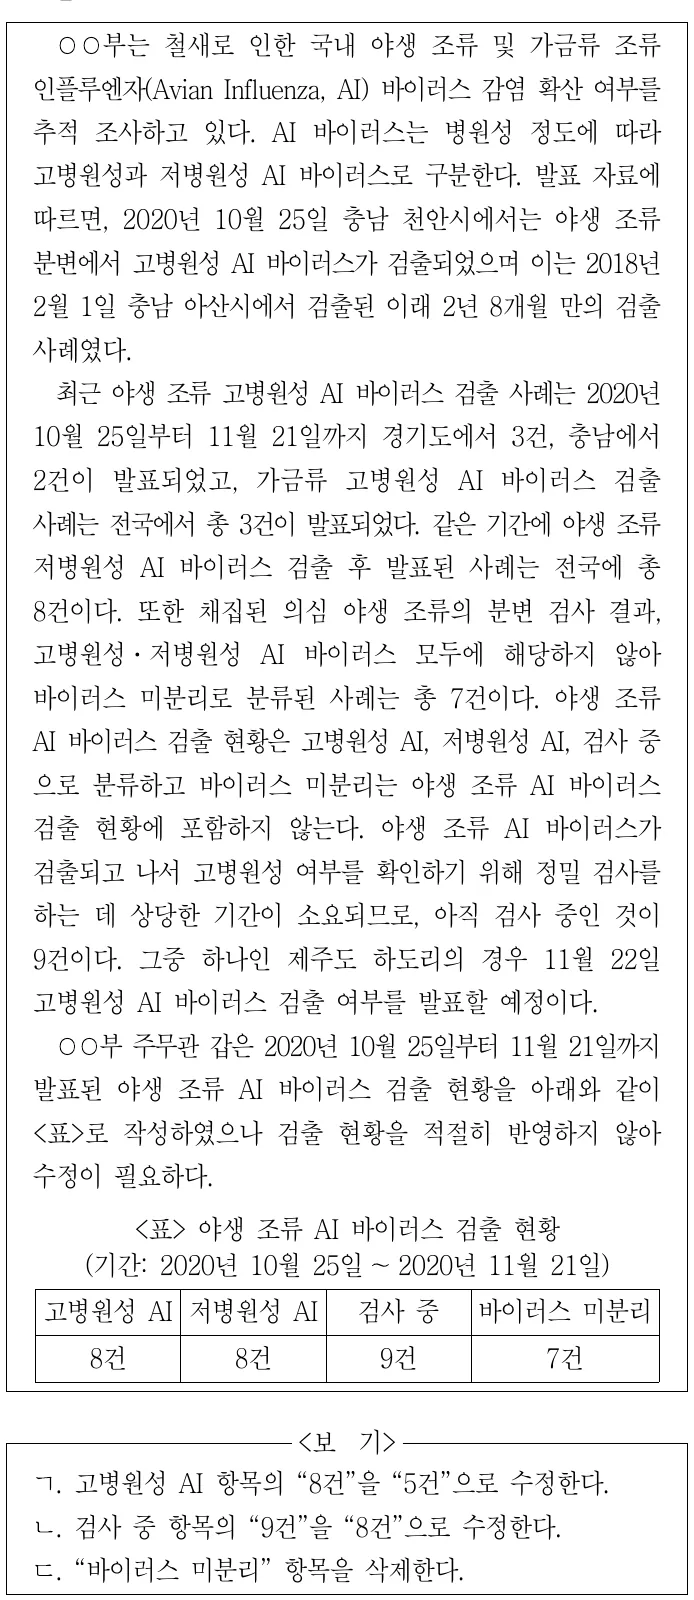 ○○부는 철새로 인한 국내 야생 조류 및 가금류 조류
인플루엔자(Avian Influenza, AI) 바이러스 감염 확산 여부를
추적 조사하고 있다. AI 바이러스는 병원성 정도에 따라
고병원성과 저병원성 AI 바이러스로 구분한다. 발표 자료에
따르면, 2020년 10월 25일 충남 천안시에서는 야생 조류
분변에서 고병원성 AI 바이러스가 검출되었으며 이는 2018년
2월 1일 충남 아산시에서 검출된 이래 2년 8개월 만의 검출
사례였다.
최근 야생 조류 고병원성 AI 바이러스 검출 사례는 2020년
10월 25일부터 11월 21일까지 경기도에서 3건, 충남에서
2건이 발표되었고, 가금류 고병원성 AI 바이러스 검출
사례는 전국에서 총 3건이 발표되었다. 같은 기간에 야생 조류
저병원성 AI 바이러스 검출 후 발표된 사례는 전국에 총
8건이다. 또한 채집된 의심 야생 조류의 분변 검사 결과,
고병원성·저병원성 AI 바이러스 모두에 해당하지 않아
바이러스 미분리로 분류된 사례는 총 7건이다. 야생 조류
AI 바이러스 검출 현황은 고병원성 AI, 저병원성 AI, 검사 중
으로 분류하고 바이러스 미분리는 야생 조류 AI 바이러스
검출 현황에 포함하지 않는다. 야생 조류 AI 바이러스가
검출되고 나서 고병원성 여부를 확인하기 위해 정밀 검사를
하는 데 상당한 기간이 소요되므로, 아직 검사 중인 것이
9건이다. 그중 하나인 제주도 하도리의 경우 11월 22일
고병원성 AI 바이러스 검출 여부를 발표할 예정이다.
○○부 주무관 갑은 2020년 10월 25일부터 11월 21일까지
발표된 야생 조류 AI 바이러스 검출 현황을 아래와 같이
<표>로 작성하였으나 검출 현황을 적절히 반영하지 않아
수정이 필요하다.
<표> 야생 조류 AI 바이러스 검출 현황
(기간: 2020년 10월 25일 ~ 2020년 11월 21일)
고병원성 AI 저병원성 AI 검사 중 바이러스 미분리
8건 8건 9건 7건
<보 기>
ㄱ. 고병원성 AI 항목의 “8건”을 “5건”으로 수정한다.
ㄴ. 검사 중 항목의 “9건”을 “8건”으로 수정한다.
ㄷ. “바이러스 미분리” 항목을 삭제한다.